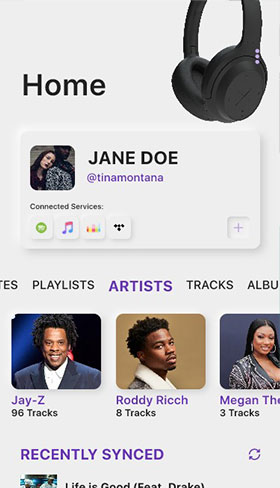 Home
JANE DOE
@tinamontana
Connected Services:
TES PLAYLISTS ARTISTS TRACKS ALBU
Jay-Z Roddy Ricch Megan The
96 Tracks 8 Tracks 3 Tracks
RECENTLY SYNCED
Life is Good (Feat. Drake)